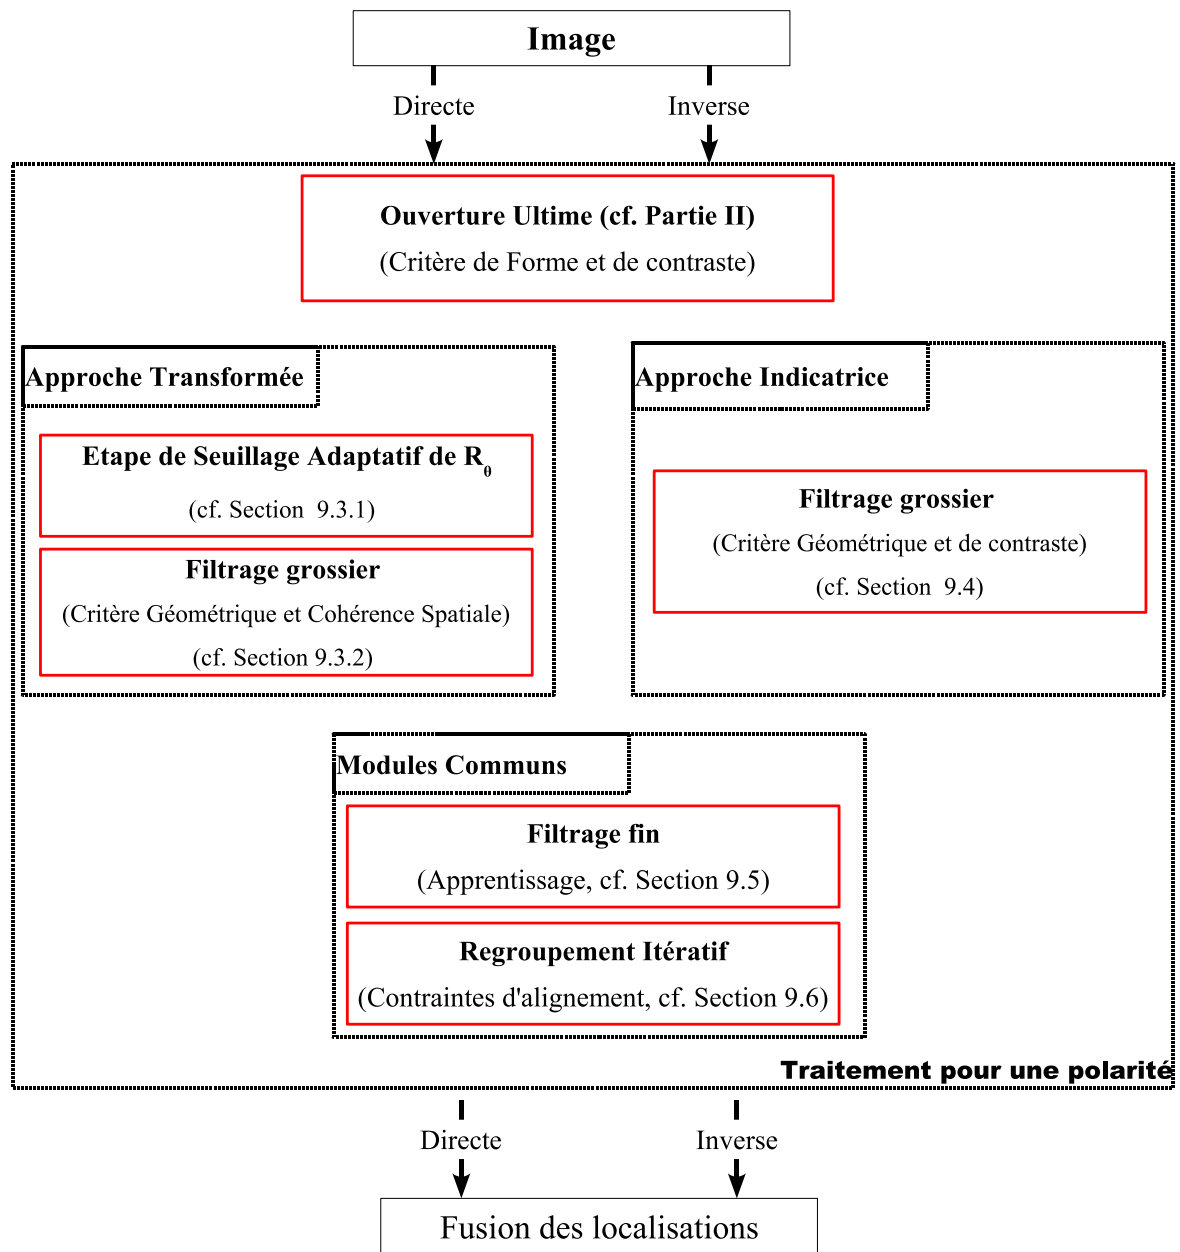 Image
Directe
Inverse
Ouverture Ultime (cf. Partie II)
(Critère de Forme et de contraste)
Approche Transformée
Etape de Seuillage Adaptatif de Rθ
(cf. Section 9.3.1)
Filtrage grossier
(Critère Géométrique et Cohérence Spatiale)
(cf. Section 9.3.2)
Approche Indicatrice
Filtrage grossier
(Critère Géométrique et de contraste)
(cf. Section 9.4)
Modules Communs
Filtrage fin
(Apprentissage, cf. Section 9.5)
Regroupement Itératif
(Contraintes d'alignement, cf. Section 9.6)
Traitement pour une polarité
Directe
Inverse
Fusion des localisations